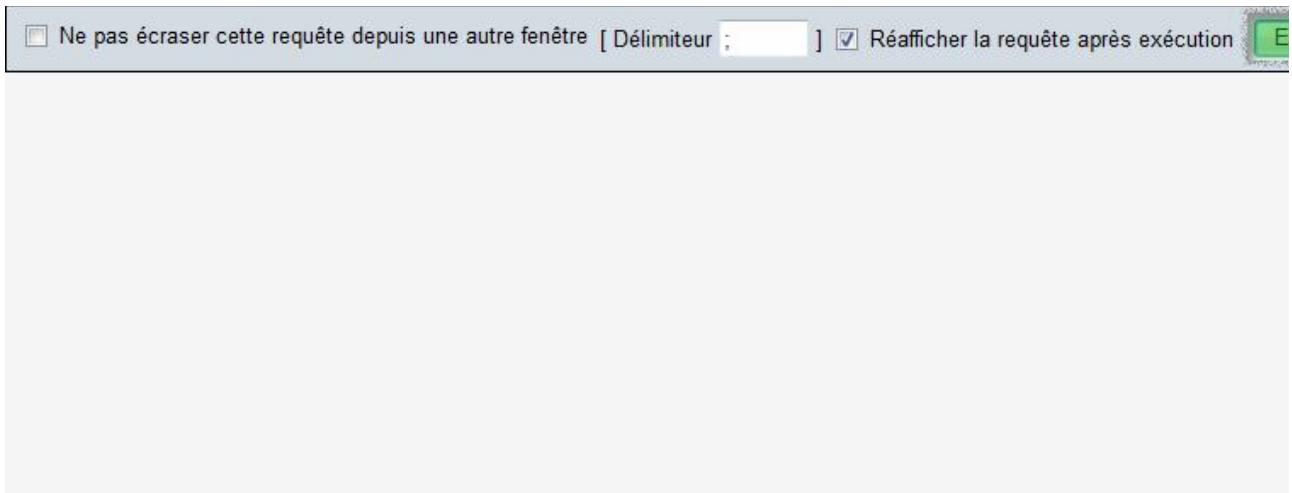 Ne pas écraser cette requête depuis une autre fenêtre [ Délimiteur ; ] Réafficher la requête après exécution